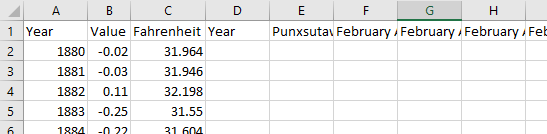 A B C D E F G H
1 Year Value Fahrenheit Year February February February
2 1880 -0.02 31.964
3 1881 -0.03 31.946
4 1882 0.11 32.198
5 1883 -0.25 31.55
6 1884 -0.22 31.604